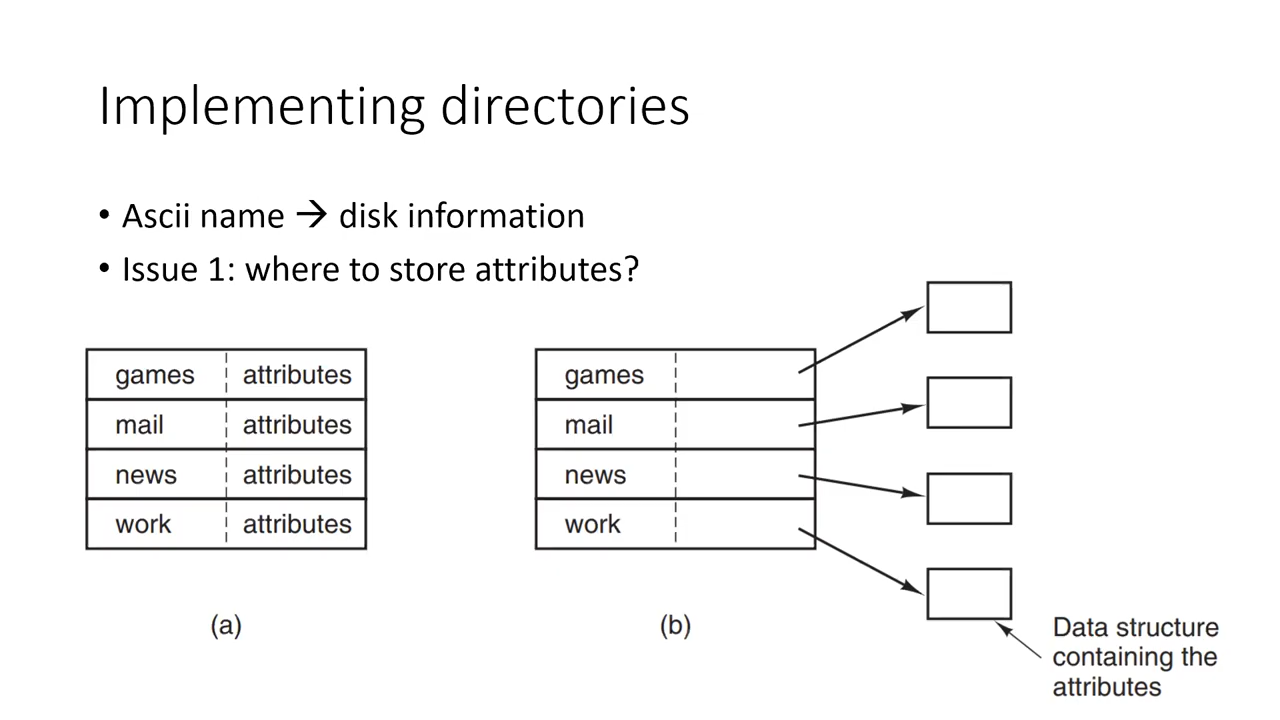 Implementing directories
• Ascii name → disk information
• Issue 1: where to store attributes?
games attributes
mail attributes
news attributes
work attributes
(a)
games
mail
news
work
(b)
Data structure
containing the
attributes